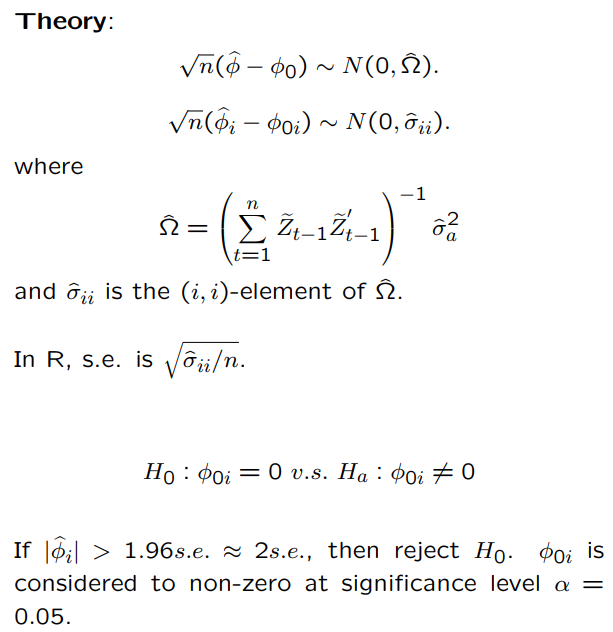 Theory:
√n(φ̂ − φ₀) ∼ N(0, Ω̂).
√n(φ̂ᵢ − φ₀ᵢ) ∼ N(0, σ̂ᵢᵢ).
where
Ω̂ = (∑ₜ₌₁ⁿ Z̃ₜ₋₁Z̃′ₜ₋₁)⁻¹ σ̂ₐ²
and σ̂ᵢᵢ is the (i, i)-element of Ω̂.
In R, s.e. is √(σ̂ᵢᵢ/n).
H₀ : φ₀ᵢ = 0 v.s. Hₐ : φ₀ᵢ ≠ 0
If |φ̂ᵢ| > 1.96s.e. ≈ 2s.e., then reject H₀. φ₀ᵢ is
considered to non-zero at significance level α =
0.05.